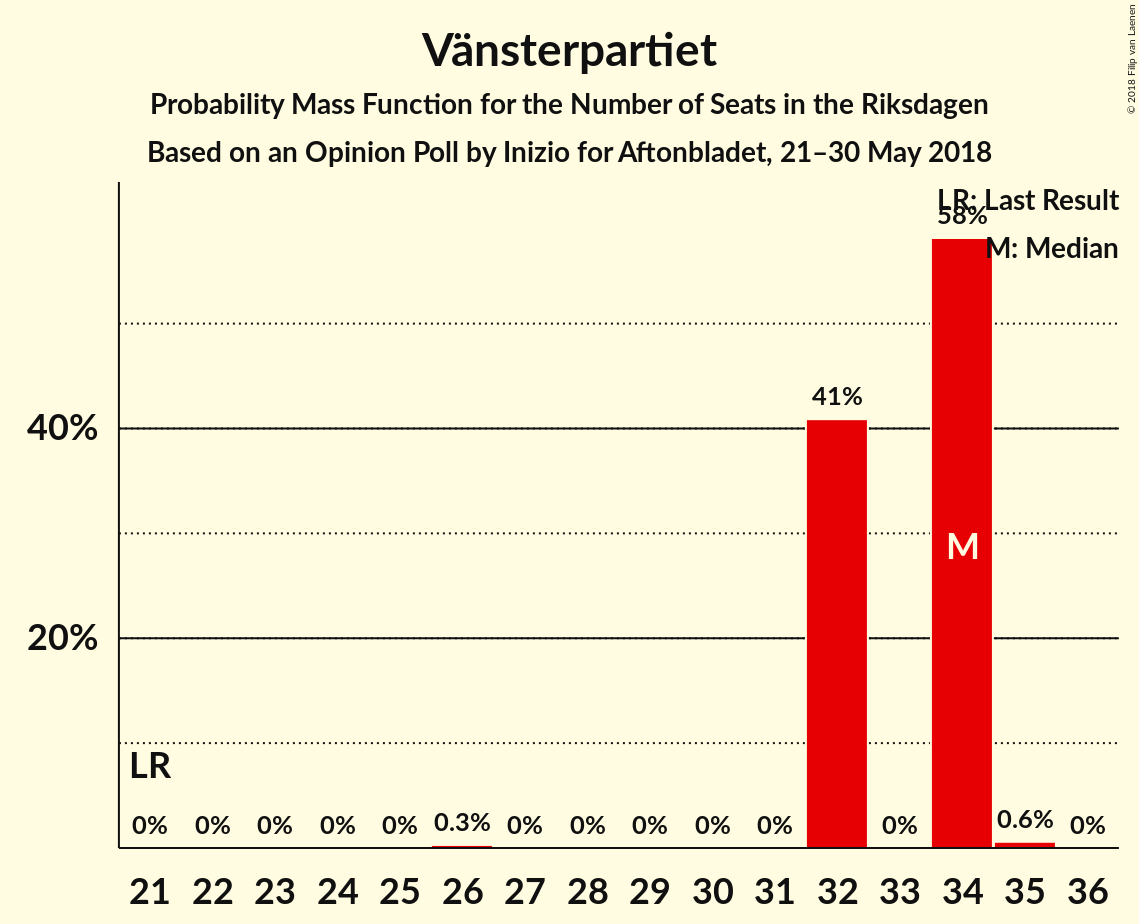 Vänsterpartiet
Probability Mass Function for the Number of Seats in the Riksdagen
Based on an Opinion Poll by Inizio for Aftonbladet, 21–30 May 2018
© 2018 Filip van Laenen
LR: Last Result
58%
M: Median
41%
40%
M
20%
LR
0% 0% 0% 0% 0% 0.3% 0% 0% 0% 0% 0% 0% 0.6% 0%
21 22 23 24 25 26 27 28 29 30 31 32 33 34 35 36